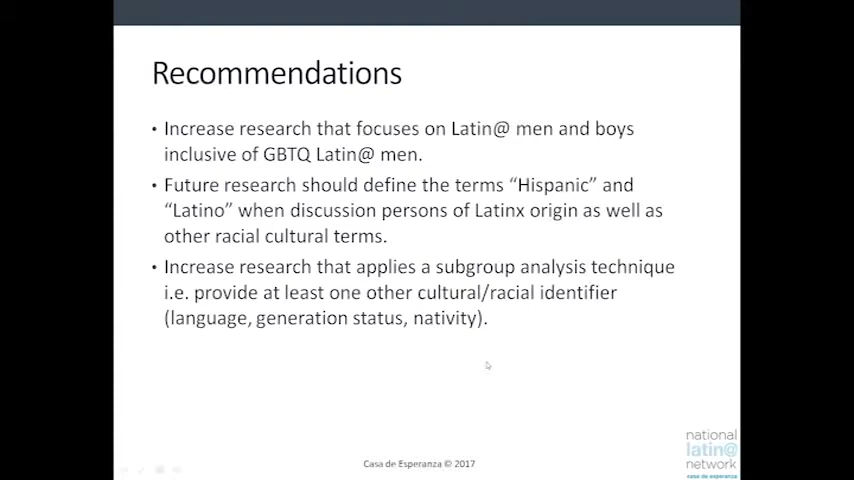 Recommendations
• Increase research that focuses on Latin@ men and boys
inclusive of GBTQ Latin@ men.
• Future research should define the terms “Hispanic” and
“Latino” when discussion persons of Latinx origin as well as
other racial cultural terms.
• Increase research that applies a subgroup analysis technique
i.e. provide at least one other cultural/racial identifier
(language, generation status, nativity).
Casa de Esperanza © 2017
national
latin@
network
casa de esperanza